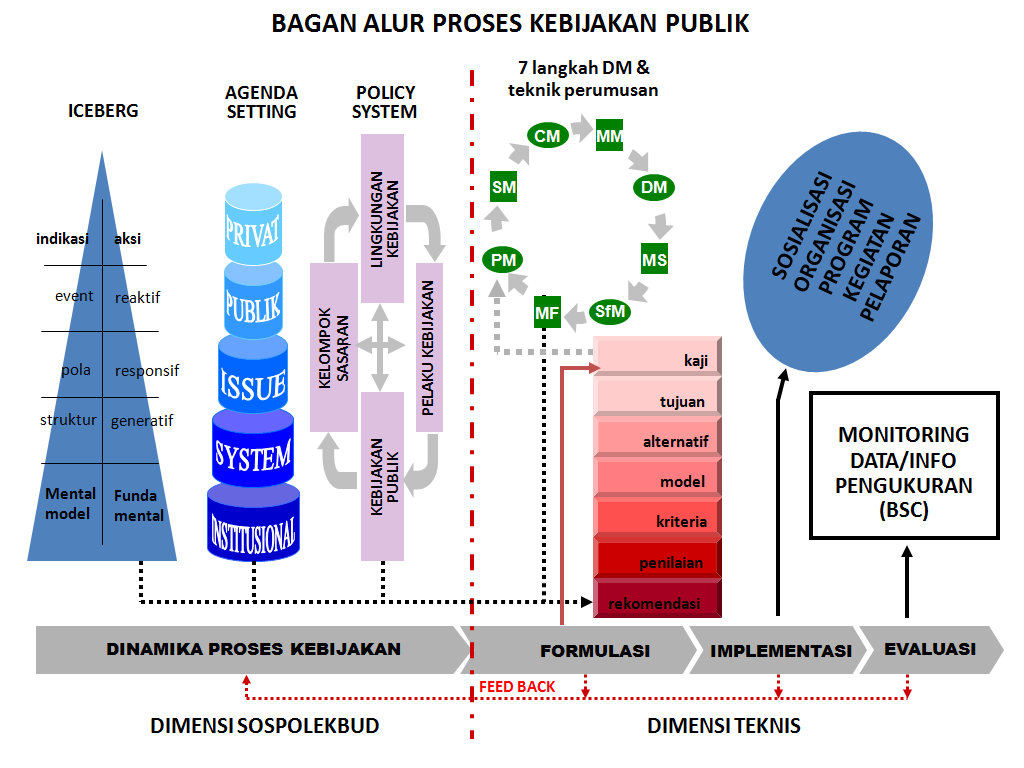 BAGAN ALUR PROSES KEBIJAKAN PUBLIK
ICEBERG
indikasi
aksi
event
reaktif
pola
responsif
struktur
generatif
Mental
model
Funda
mental
AGENDA
SETTING
PRIVAT
PUBLIK
ISSUE
SYSTEM
INSTITUSIONAL
POLICY
SYSTEM
LINGKUNGAN
KEBIJAKAN
KELOMPOK
SASARAN
PELAKU KEBIJAKAN
KEBIJAKAN
PUBLIK
7 langkah DM &
teknik perumusan
CM
MM
SM
DM
PM
MS
MF
SfM
kaji
tujuan
alternatif
model
kriteria
penilaian
rekomendasi
SOSIALISASI
ORGANISASI
PROGRAM
KEGIATAN
PELAPORAN
MONITORING
DATA/INFO
PENGUKURAN
(BSC)
DINAMIKA PROSES KEBIJAKAN
FORMULASI
IMPLEMENTASI
EVALUASI
FEED BACK
DIMENSI SOSPOLEKBUD
DIMENSI TEKNIS